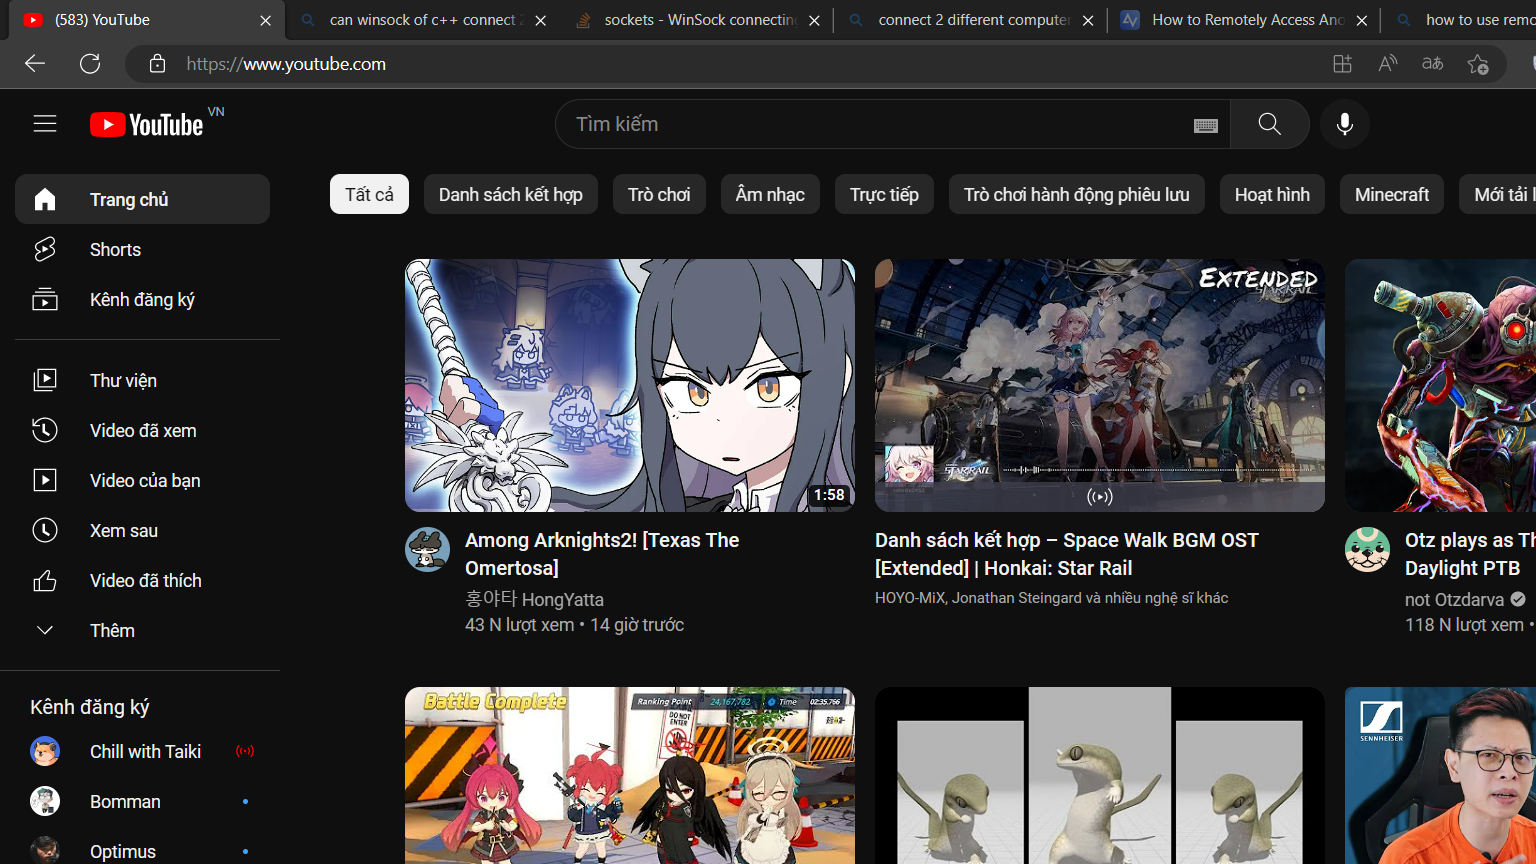 (583) YouTube
can winsock of c++ connect 2
sockets - WinSock connecting
connect 2 different computer
How to Remotely Access Ano
how to use remo
https://www.youtube.com
YouTube VN
Tìm kiếm
Trang chủ
Shorts
Kênh đăng ký
Thư viện
Video đã xem
Video của bạn
Xem sau
Video đã thích
Thêm
Kênh đăng ký
Chill with Taiki
Bomman
Optimus
Tất cả
Danh sách kết hợp
Trò chơi
Âm nhạc
Trực tiếp
Trò chơi hành động phiêu lưu
Hoạt hình
Minecraft
Mới tải l
1:58
Among Arknights2! [Texas The
Omertosa]
홍야타 HongYatta
43 N lượt xem • 14 giờ trước
EXTENDED
STARRAIL
Danh sách kết hợp – Space Walk BGM OST
[Extended] | Honkai: Star Rail
HOYO-MiX, Jonathan Steingard và nhiều nghệ sĩ khác
Otz plays as Th
Daylight PTB
not Otzdarva
118 N lượt xem •
Battle Complete
Ranking Point 24,167,782 Time 02:35.766
DO NOT
ENTER
SENNHEISER